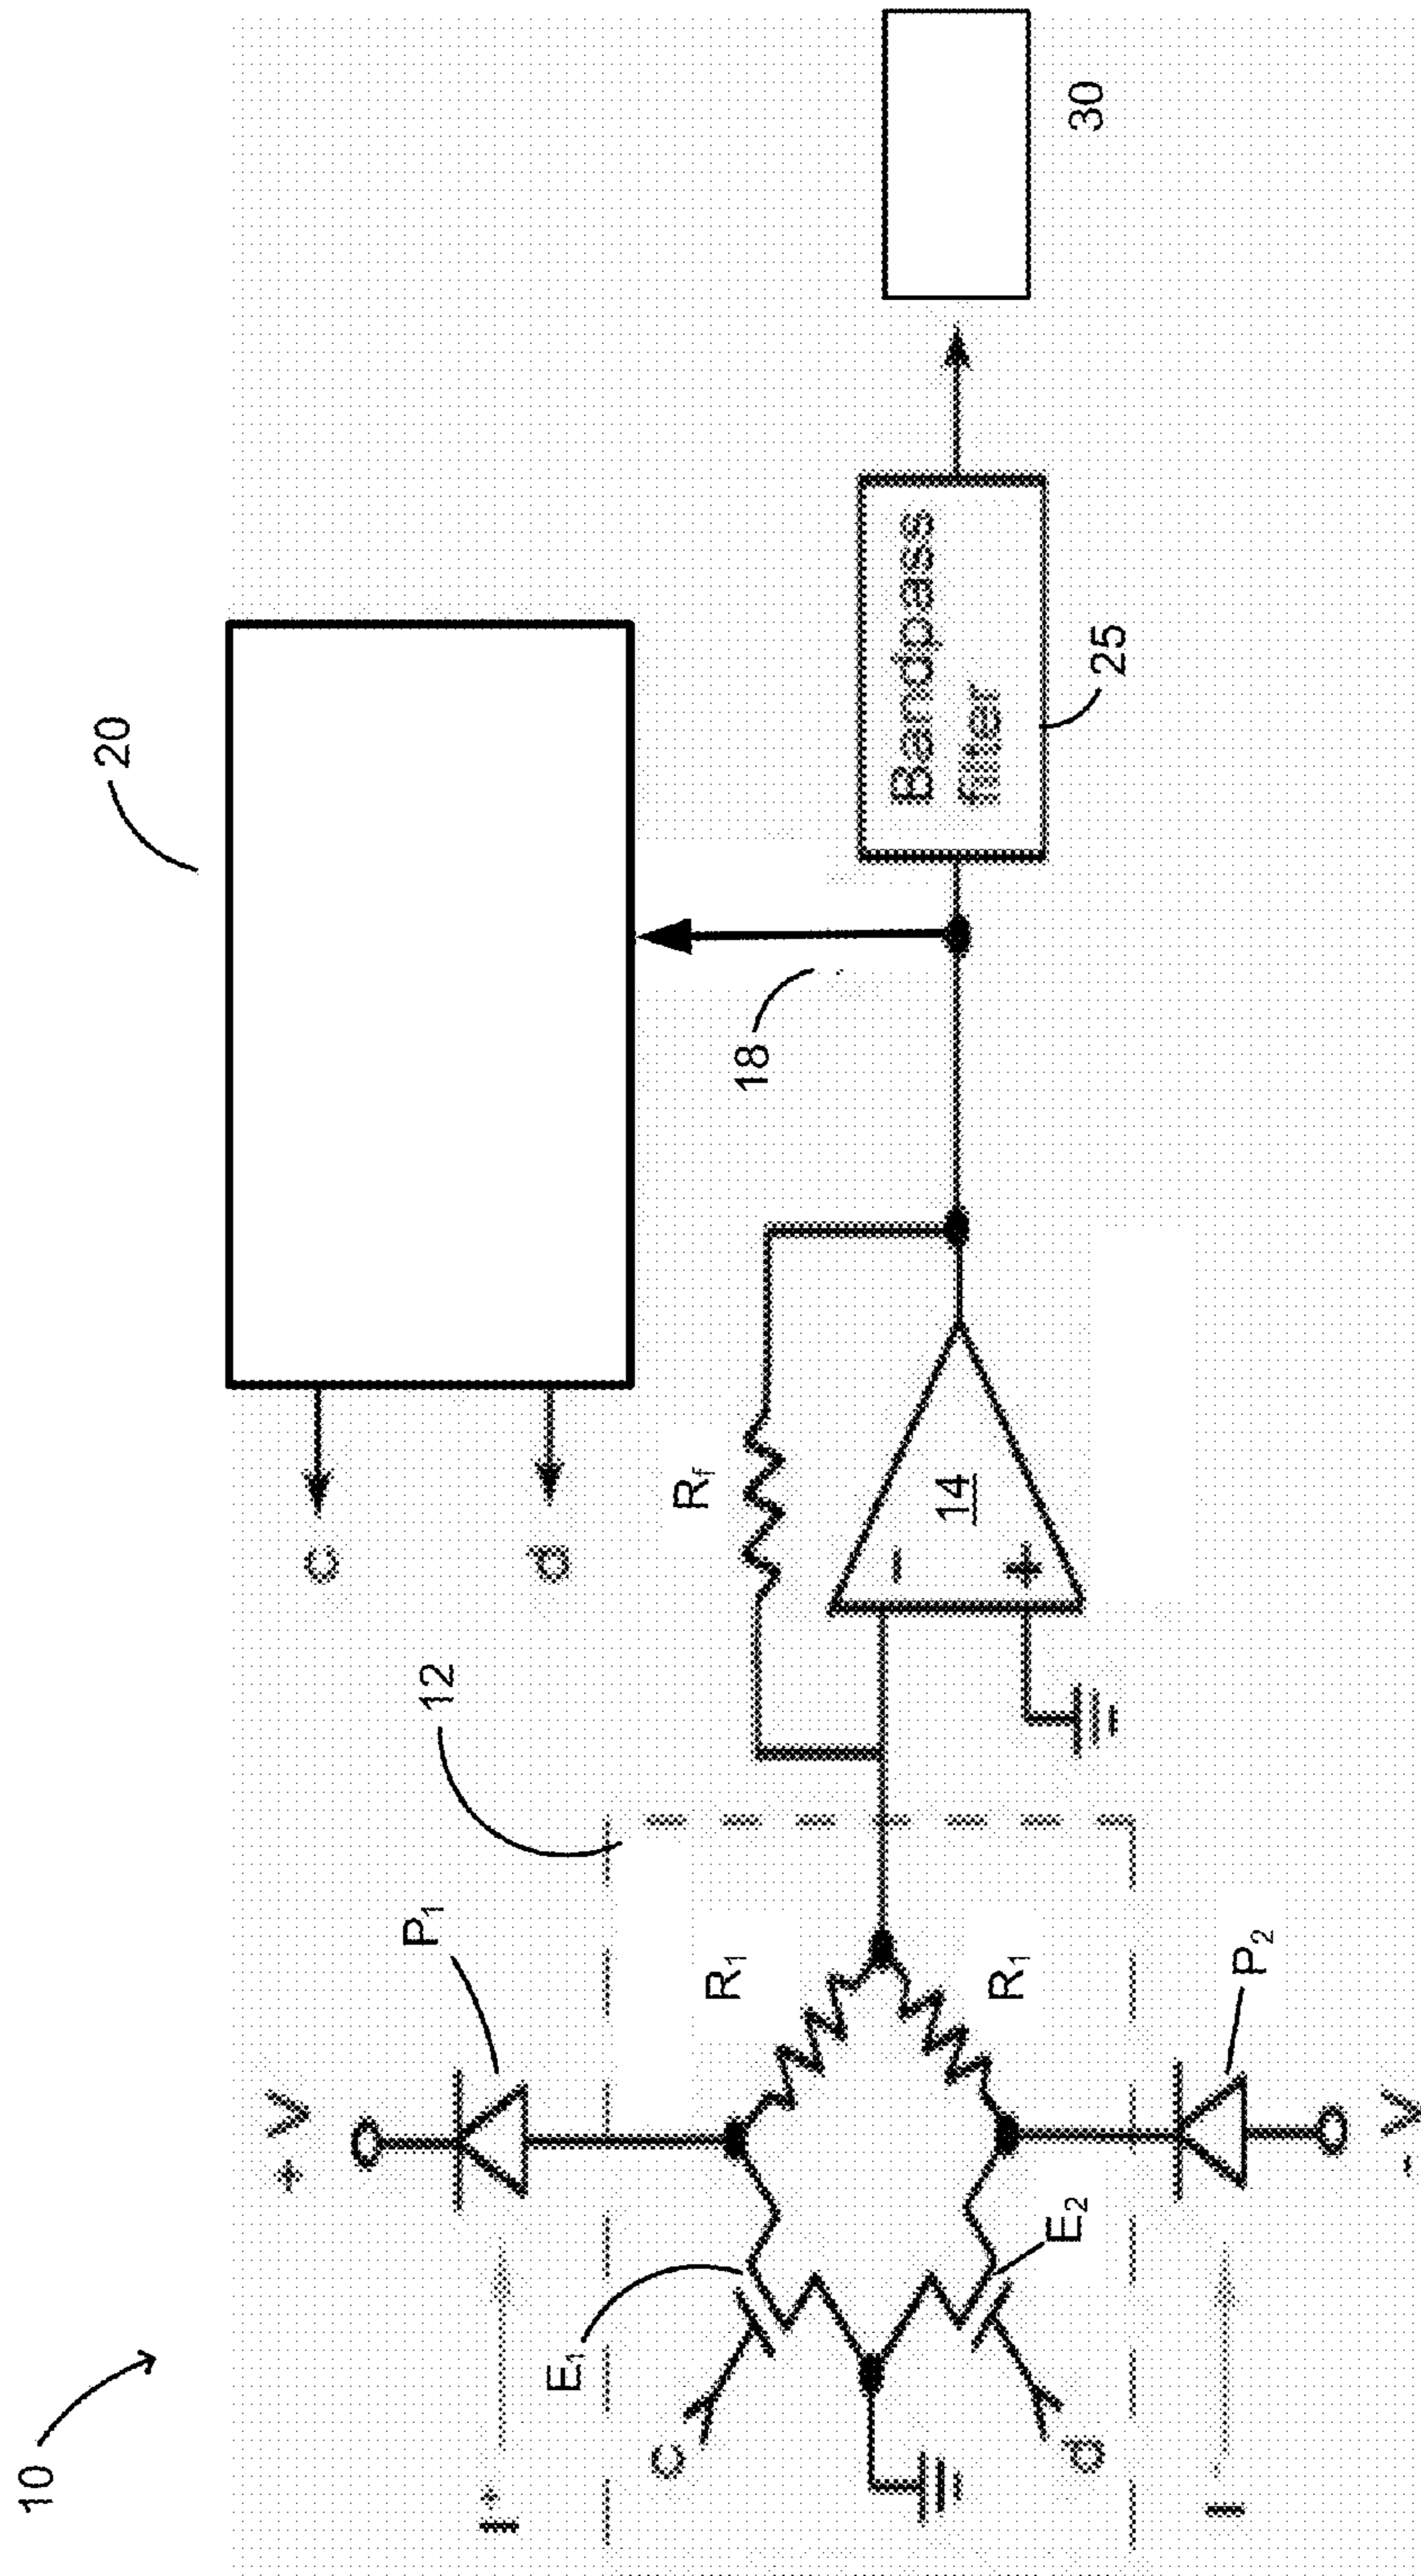 10
20
c
d
+V
P₁
I⁺
12
E₁
R₁
c
d
E₂
R₁
P₂
I
-V
Rf
-
+
14
18
Bandpass
filter
25
30